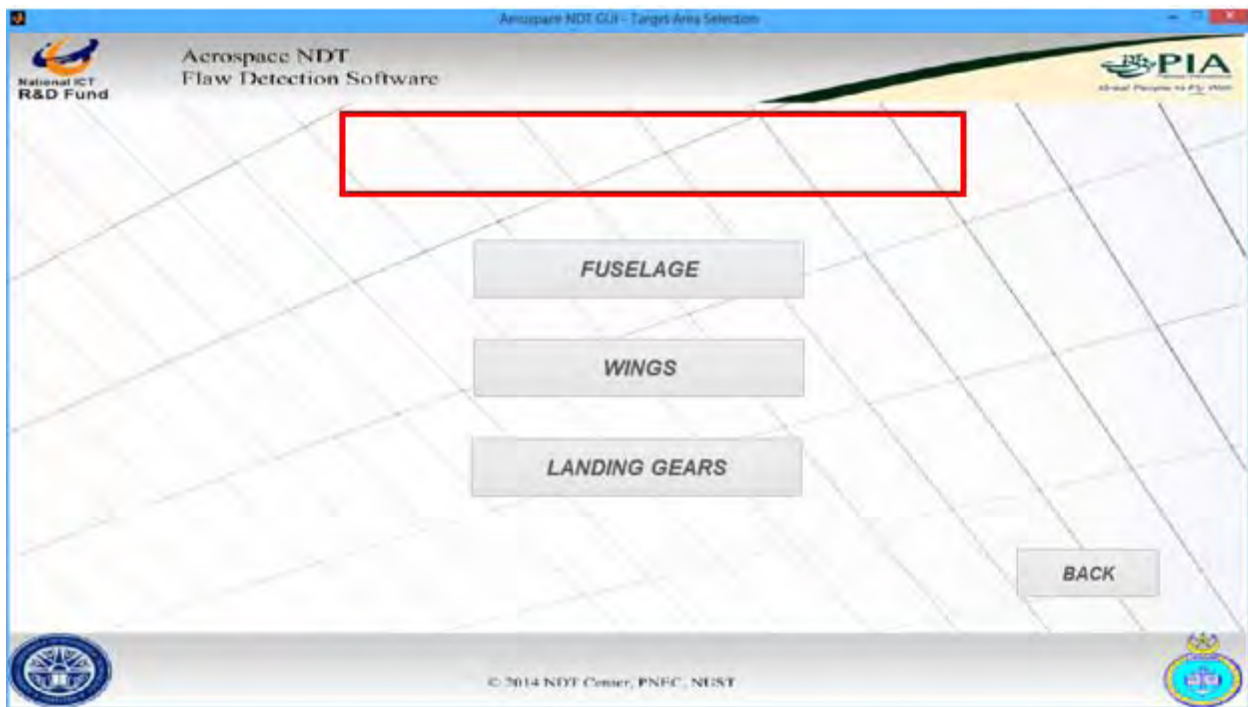 Aerospace NDT GUI - Target Area Selection
National ICT
R&D Fund
Aerospace NDT
Flaw Detection Software
PIA
FUSELAGE
WINGS
LANDING GEARS
BACK
© 2014 NDT Center, PNEC, NUST